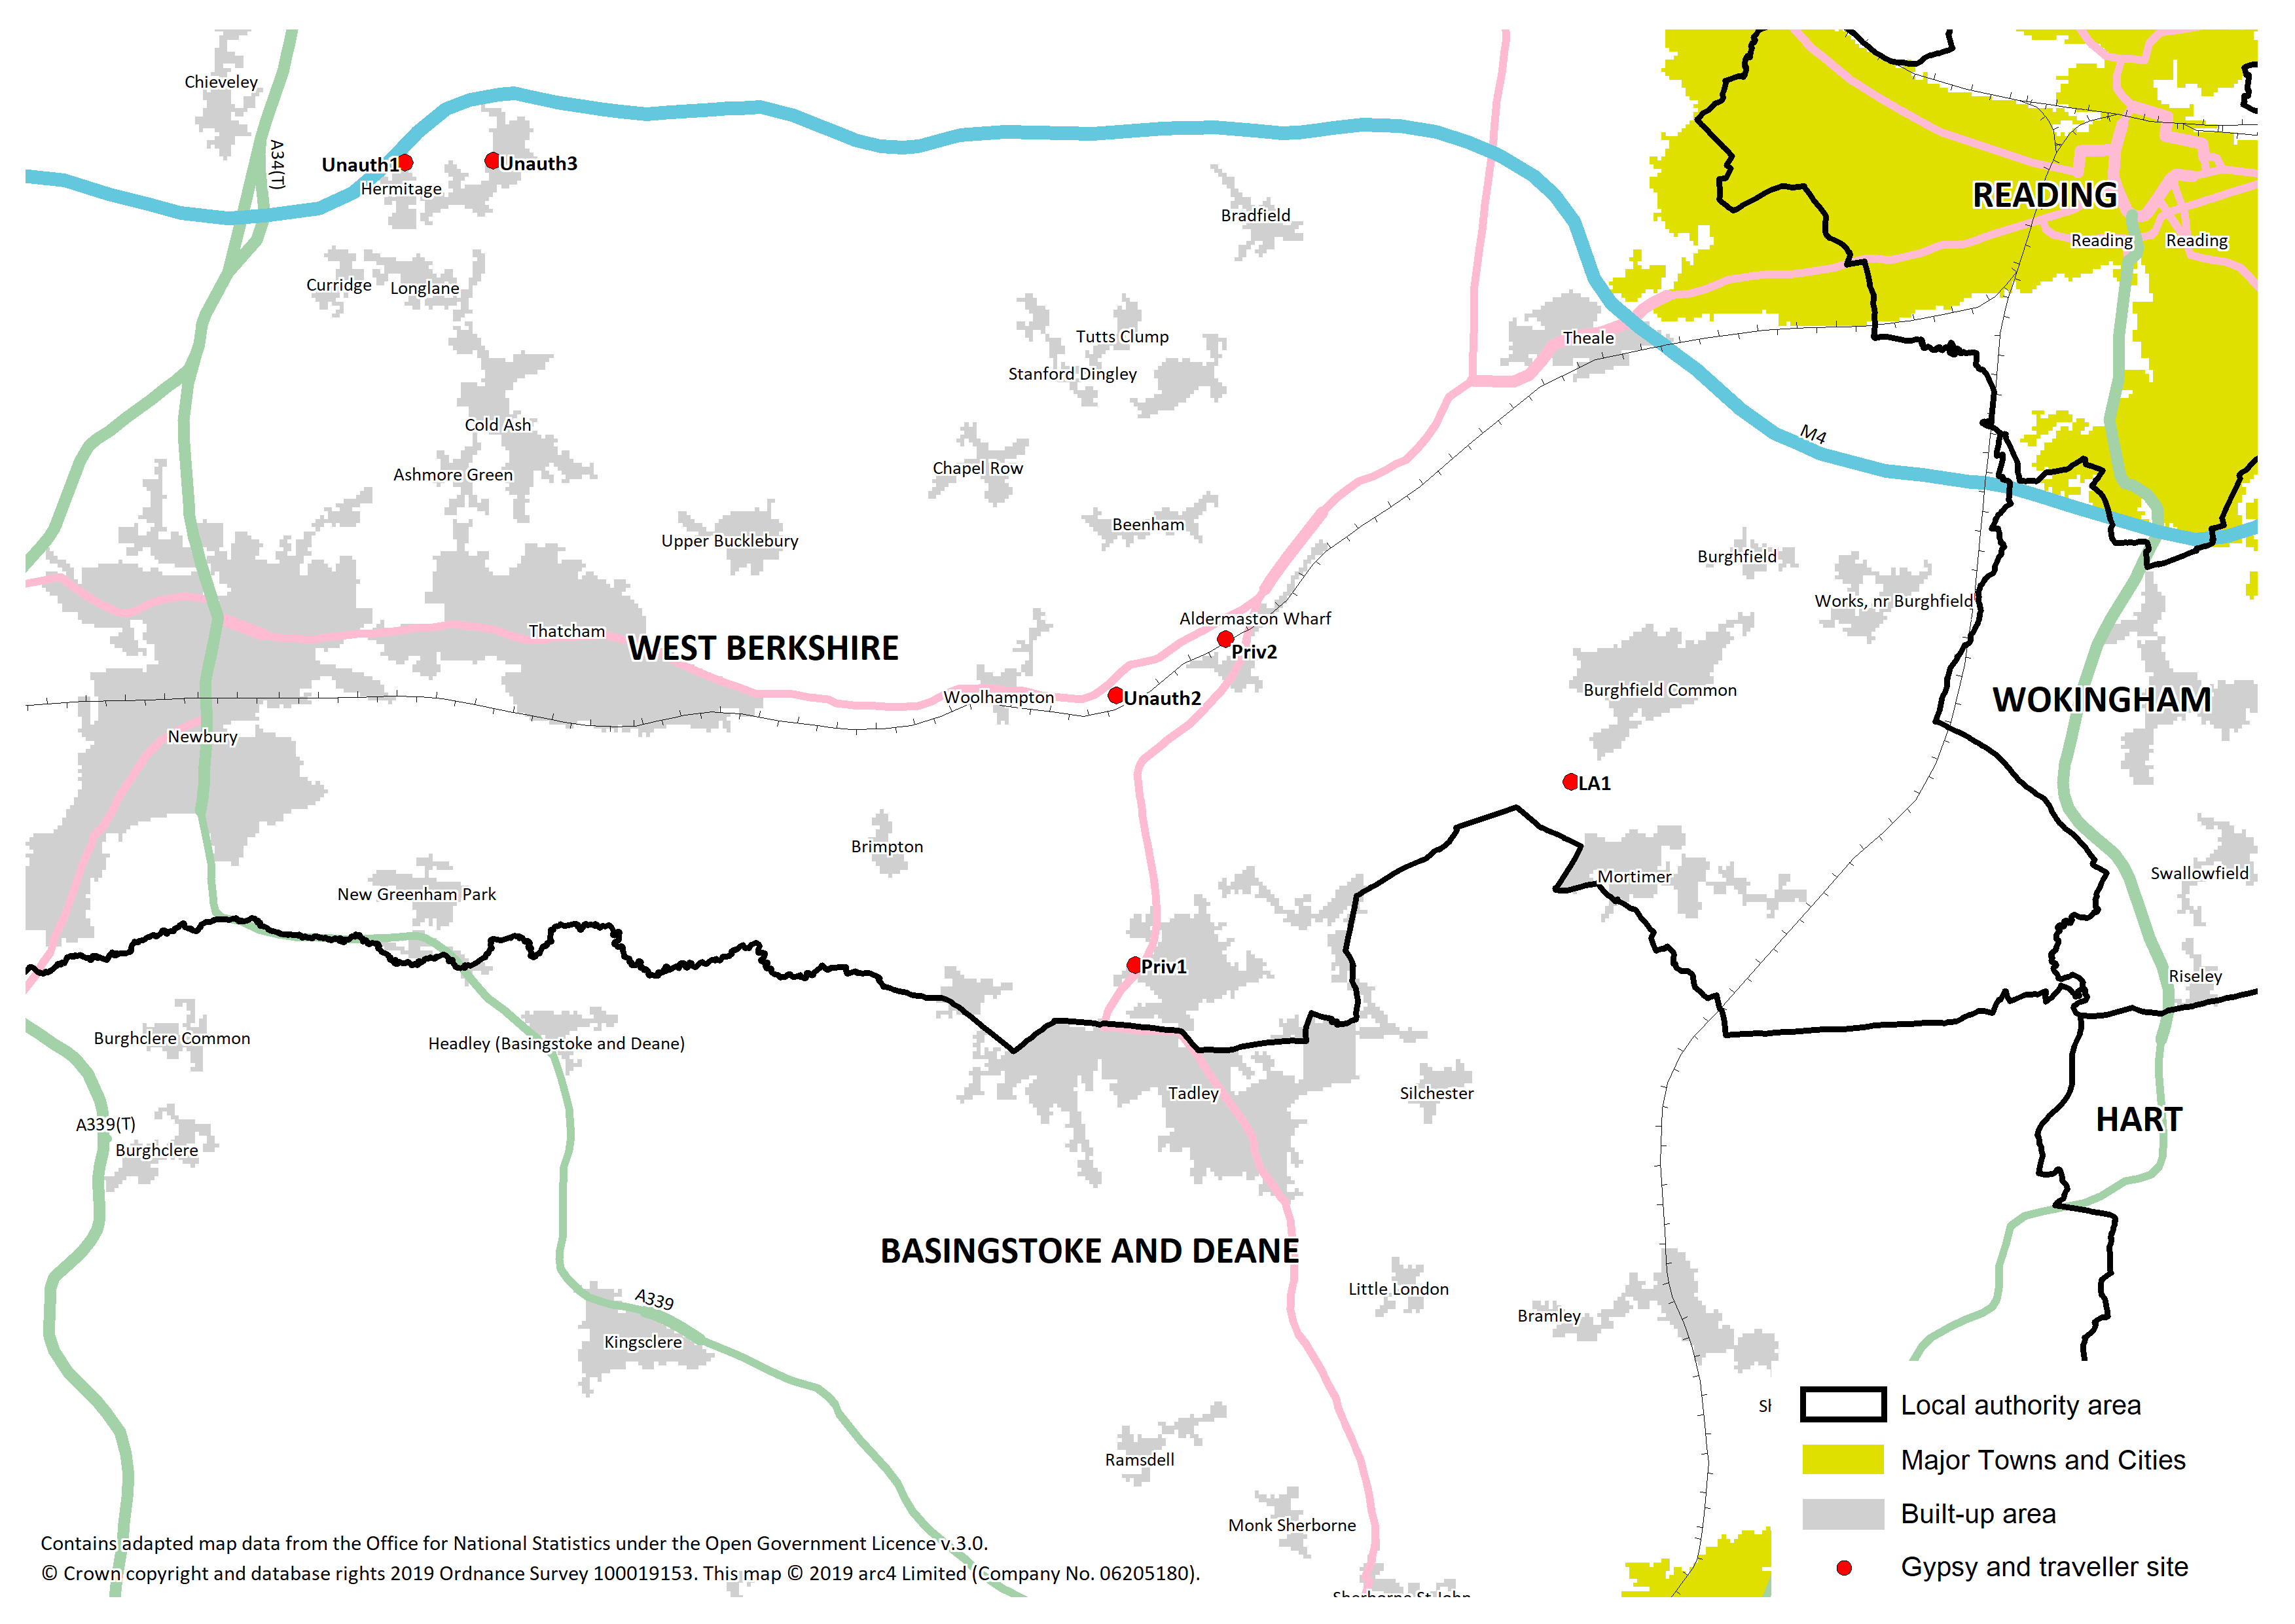 Chieveley
A34(T)
Unauth1
Unauth3
Hermitage
READING
Bradfield
Reading
Reading
Curridge
Longlane
Tutts Clump
Theale
Stanford Dingley
Cold Ash
M4
Chapel Row
Ashmore Green
Beenham
Upper Bucklebury
Burghfield
Works, nr Burghfield
Aldermaston Wharf
Thatcham
WEST BERKSHIRE
Priv2
Burghfield Common
Woolhampton
Unauth2
WOKINGHAM
Newbury
LA1
Brimpton
Swallowfield
Mortimer
New Greenham Park
Priv1
Riseley
Burghclere Common
Headley (Basingstoke and Deane)
Tadley
Silchester
HART
A339(T)
Burghclere
BASINGSTOKE AND DEANE
Little London
A339
Bramley
Kingsclere
Sh
Local authority area
Ramsdell
Major Towns and Cities
Monk Sherborne
Built-up area
Contains adapted map data from the Office for National Statistics under the Open Government Licence v.3.0.
Gypsy and traveller site
© Crown copyright and database rights 2019 Ordnance Survey 100019153. This map © 2019 arc4 Limited (Company No. 06205180).
Sherborne St John